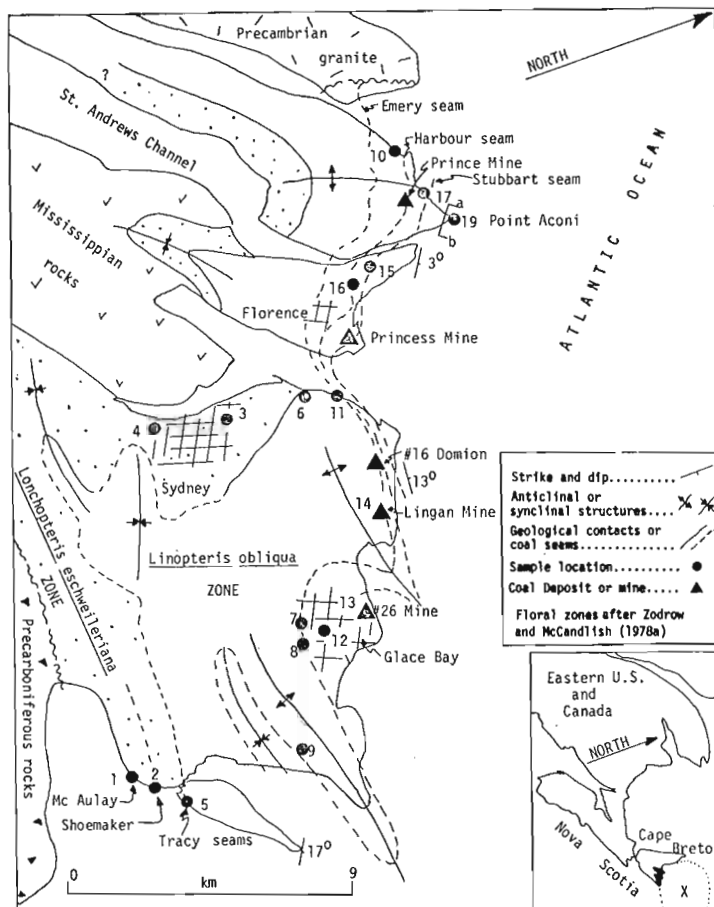 Precambrian
granite
NORTH
Emery seam
?
St. Andrews Channel
Harbour seam
10
Prince Mine
Stubbart seam
17
a
19 Point Aconi
b
ATLANTIC OCEAN
Mississippian
rocks
15
3°
16
Florence
Princess Mine
6
11
3
4
#16 Domion
13°
Sydney
14
Lingan Mine
Lonchopteris eschweileriana
ZONE
Linopteris obliqua
ZONE
13
#26 Mine
7
12
8
Glace Bay
Precarboniferous rocks
9
1
2
Mc Aulay
5
Shoemaker
Tracy seams
17°
0
9
km
Strike and dip..........
Anticlinal or
synclinal structures....
Geological contacts or
coal seams..............
Sample location.........
Coal Deposit or mine.....
Floral zones after Zodrow
and McCandlish (1978a)
Eastern U.S.
and
Canada
NORTH
Nova Scotia
Cape
Breto
X